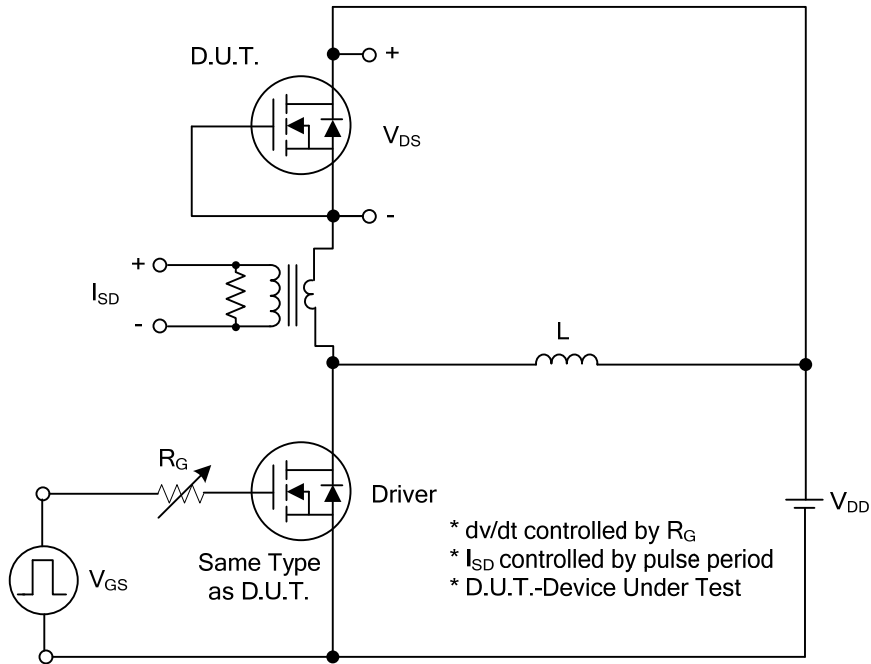 D.U.T.
+
VDS
-
+
ISD
-
L
RG
Driver
VDD
Same Type
as D.U.T.
VGS
* dv/dt controlled by RG
* ISD controlled by pulse period
* D.U.T.-Device Under Test